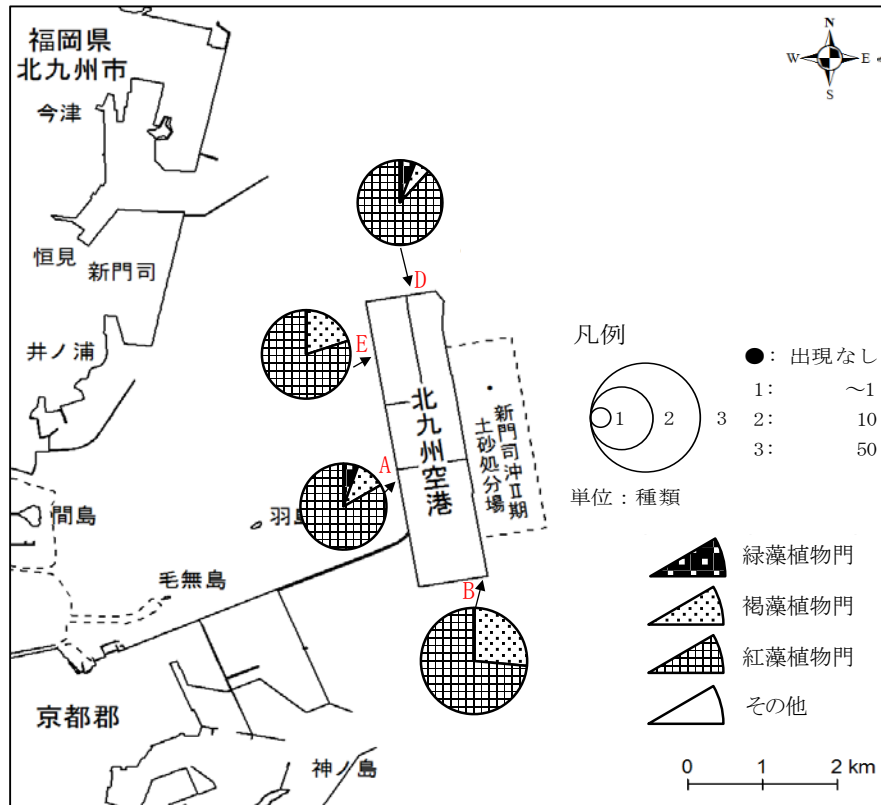 福岡県
北九州市
今津
恒見
新門司
井ノ浦
間島
毛無島
羽島
京都郡
神ノ島
N
W
E
S
D
E
A
B
北九州空港
新門司沖Ⅱ期
土砂処分場
凡例
1
2
3
●: 出現なし
1: ～1
2: 10
3: 50
単位：種類
緑藻植物門
褐藻植物門
紅藻植物門
その他
0 1 2 km